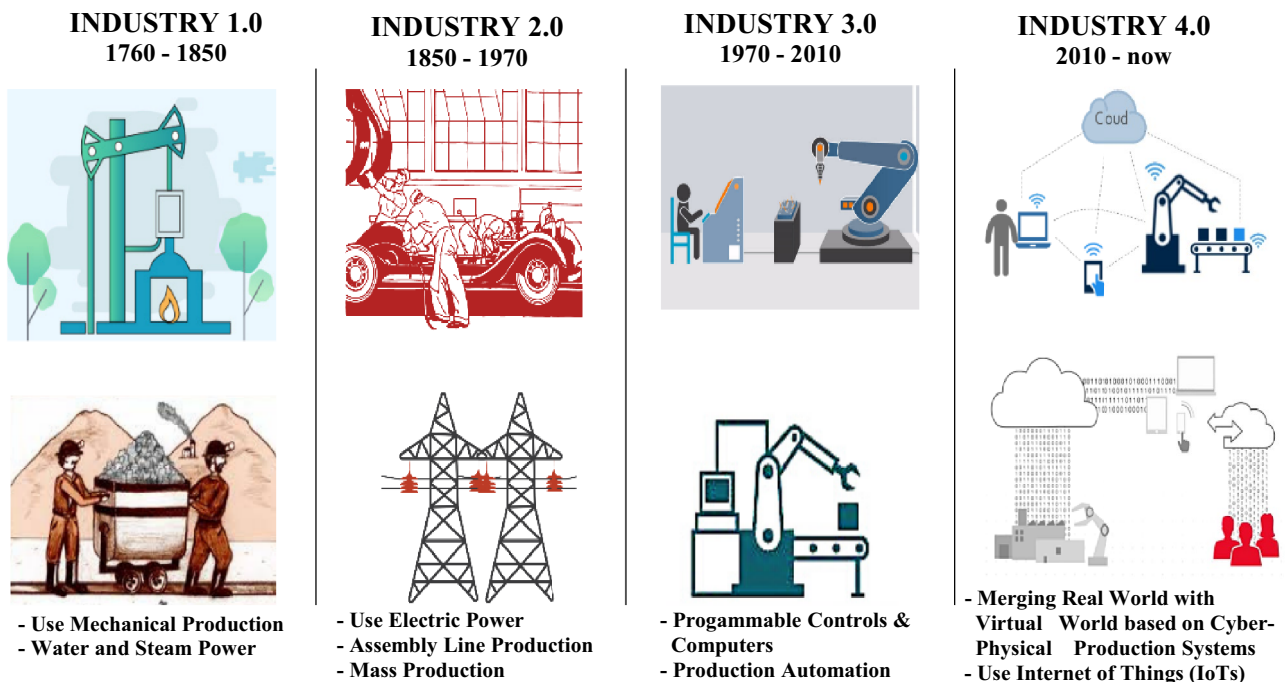 INDUSTRY 1.0
1760 - 1850
INDUSTRY 2.0
1850 - 1970
INDUSTRY 3.0
1970 - 2010
INDUSTRY 4.0
2010 - now
Coud
001101010001010001110001
- Use Mechanical Production
- Water and Steam Power
- Use Electric Power
- Assembly Line Production
- Mass Production
- Progammable Controls &
Computers
- Production Automation
- Merging Real World with
Virtual World based on Cyber-
Physical Production Systems
- Use Internet of Things (IoTs)